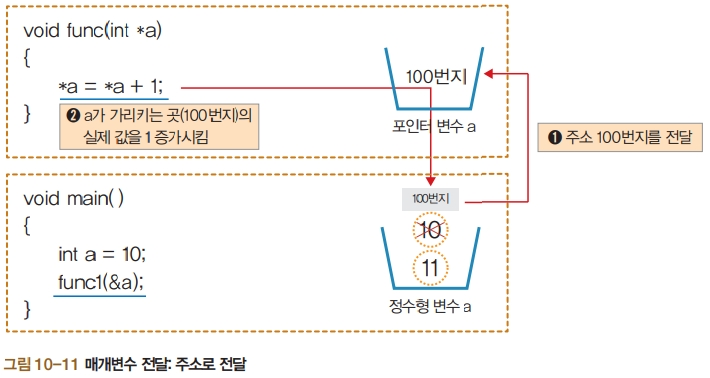 void func(int *a)
{
*a = *a + 1;
}
❷ a가 가리키는 곳(100번지)의
실제 값을 1 증가시킴
100번지
포인터 변수 a
❶ 주소 100번지를 전달
void main( )
{
int a = 10;
func1(&a);
}
100번지
10
11
정수형 변수 a
그림 10-11 매개변수 전달: 주소로 전달